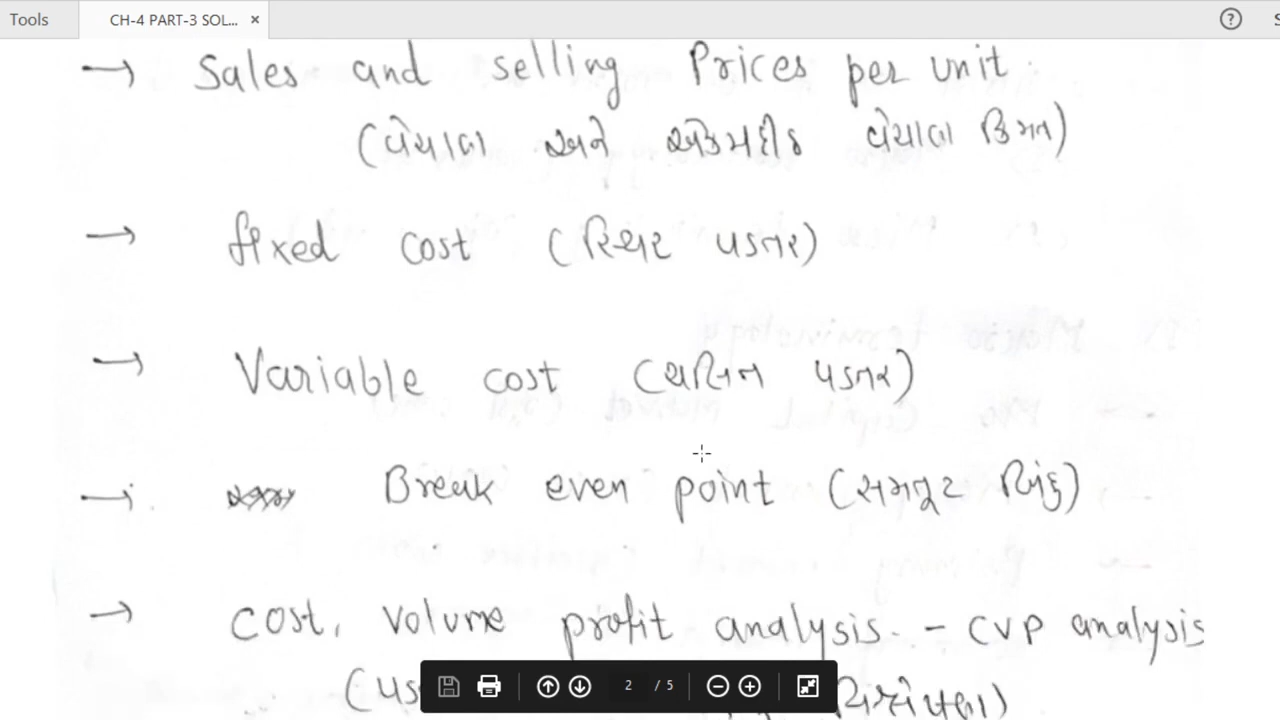 Tools CH-4 PART-3 SOL... ×
→ Sales and selling Prices per unit.
(વેચાણ અને એકમદીઠ વેચાણ કિંમત)
→ fixed cost (સ્થિર પડતર)
→ Variable cost (ચલિત પડતર)
→ Break even point (સમતૂટ બિંદુ)
→ cost, volume profit analysis. - CVP analysis
2 / 5